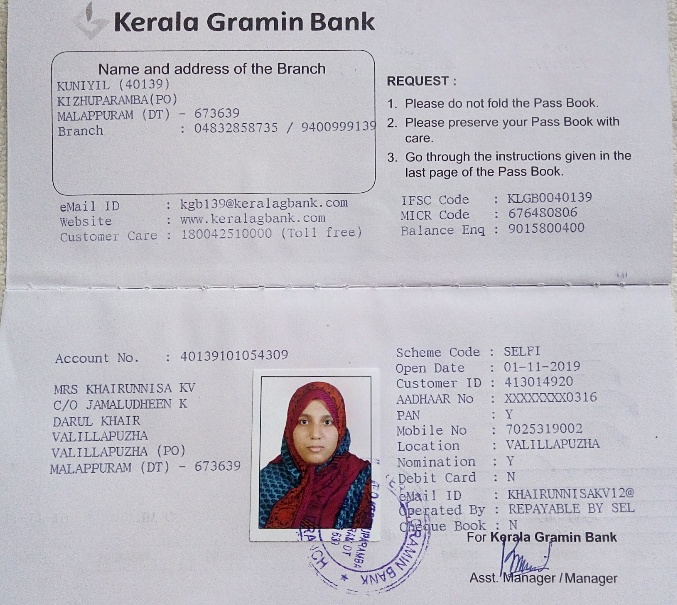 Kerala Gramin Bank
Name and address of the Branch
KUNIYIL (40139)
KIZHUPARAMBA(PO)
MALAPPURAM (DT) - 673639
Branch : 04832858735 / 9400999139
eMail ID : kgb139@keralagbank.com
Website : www.keralagbank.com
Customer Care : 180042510000 (Toll free)
REQUEST :
1. Please do not fold the Pass Book.
2. Please preserve your Pass Book with
care.
3. Go through the instructions given in the
last page of the Pass Book.
IFSC Code : KLGB0040139
MICR Code : 676480806
Balance Enq : 9015800400
Account No. : 40139101054309
MRS KHAIRUNNISA KV
C/O JAMALUDHEEN K
DARUL KHAIR
VALILLAPUZHA
VALILLAPUZHA (PO)
MALAPPURAM (DT) - 673639
Scheme Code : SELFI
Open Date : 01-11-2019
Customer ID : 413014920
AADHAAR No : XXXXXXXX0316
PAN : Y
Mobile No : 7025319002
Location : VALILLAPUZHA
Nomination : Y
Debit Card : N
eMail ID : KHAIRUNNISAKV12@
Operated By : REPAYABLE BY SEL
Cheque Book : N
For Kerala Gramin Bank
Asst. Manager / Manager
GRAMIN BANK